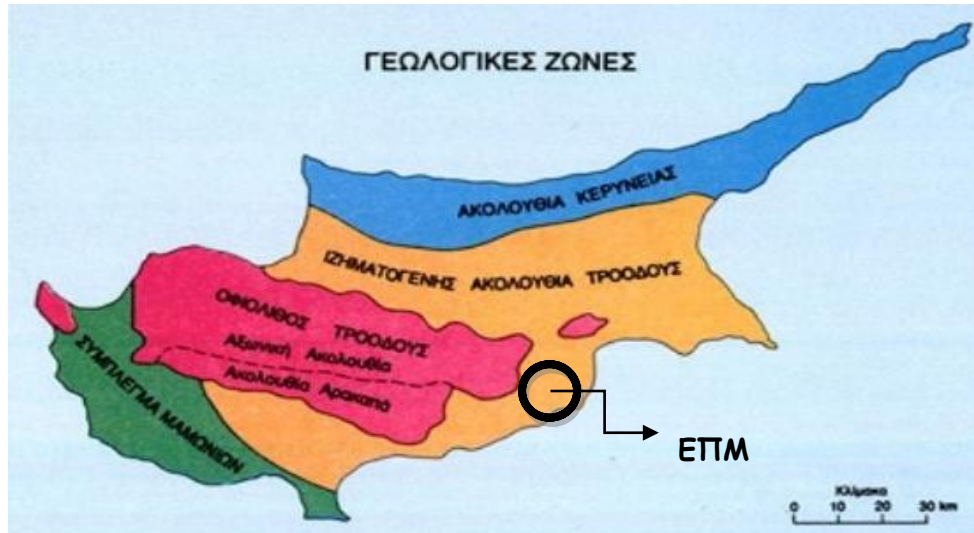 ΓΕΩΛΟΓΙΚΕΣ ΖΩΝΕΣ
ΑΚΟΛΟΥΘΙΑ ΚΕΡΥΝΕΙΑΣ
ΙΖΗΜΑΤΟΓΕΝΗΣ ΑΚΟΛΟΥΘΙΑ ΤΡΟΟΔΟΥΣ
ΟΦΙΟΛΙΘΟΣ ΤΡΟΟΔΟΥΣ
Αξωνική Ακολουθία
Ακολουθία Αρακαπά
ΣΥΜΠΛΕΓΜΑ ΜΑΜΩΝΙΩΝ
ΕΠΜ
Κλίμακα
0 10 20 30 km